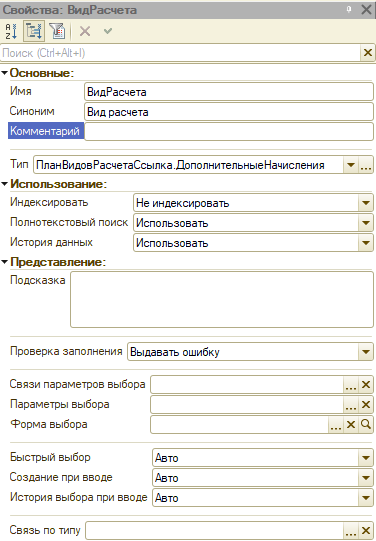 Свойства: ВидРасчета
Поиск (Ctrl+Alt+I)
Основные:
Имя ВидРасчета
Синоним Вид расчета
Комментарий
Тип ПланВидовРасчетаСсылка.ДополнительныеНачисления
Использование:
Индексировать Не индексировать
Полнотекстовый поиск Использовать
История данных Использовать
Представление:
Подсказка
Проверка заполнения Выдавать ошибку
Связи параметров выбора
Параметры выбора
Форма выбора
Быстрый выбор Авто
Создание при вводе Авто
История выбора при вводе Авто
Связь по типу